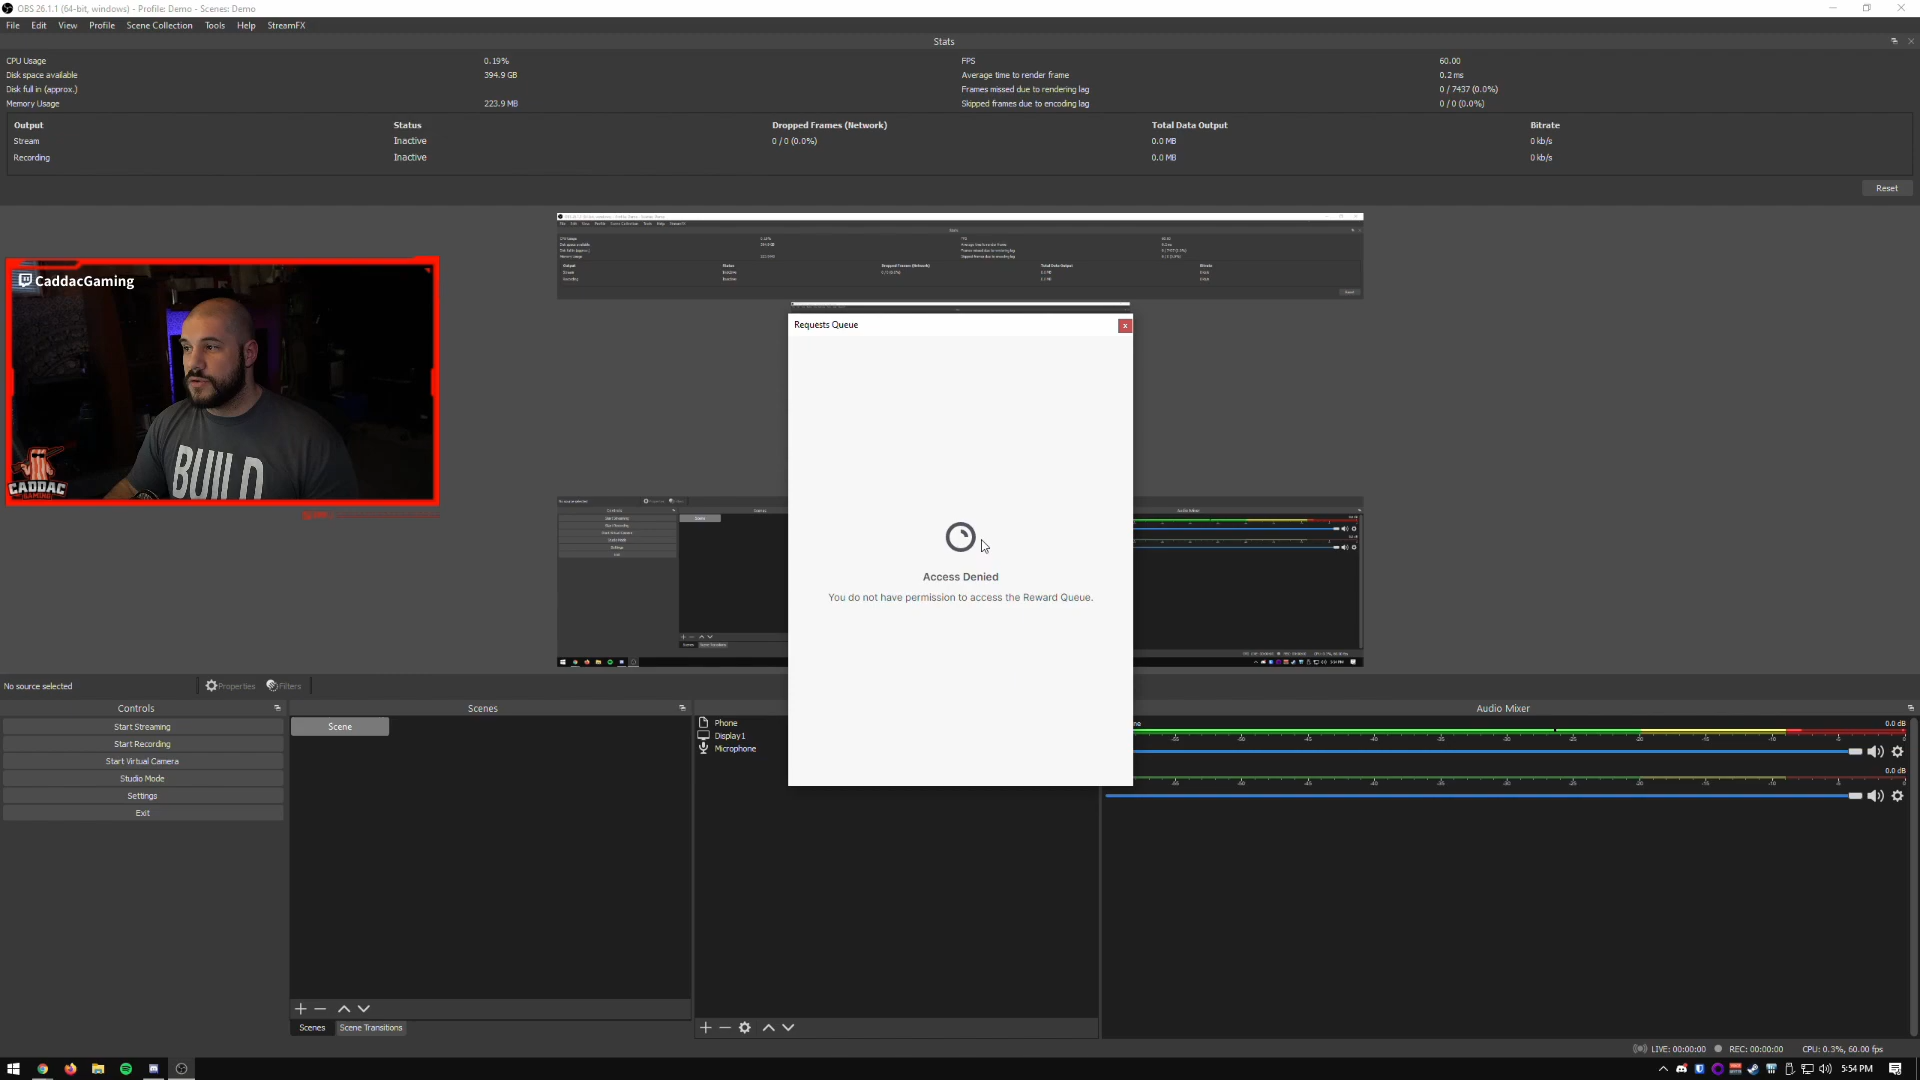 OBS 26.1.1 (64-bit, windows) - Profile: Demo - Scenes: Demo
File Edit View Profile Scene Collection Tools Help StreamFX
Stats
CPU Usage 0.19% FPS 60.00
Disk space available 394.9 GB Average time to render frame 0.2 ms
Disk full in (approx.) Frames missed due to rendering lag 0 / 7437 (0.0%)
Memory Usage 223.9 MB Skipped frames due to encoding lag 0 / 0 (0.0%)
Output Status Dropped Frames (Network) Total Data Output Bitrate
Stream Inactive 0 / 0 (0.0%) 0.0 MB 0 kb/s
Recording Inactive 0.0 MB 0 kb/s
Reset
CaddacGaming
BUILD
CADDAC
GAMING
Requests Queue
Access Denied
You do not have permission to access the Reward Queue.
No source selected Properties Filters
Controls Scenes Audio Mixer
Start Streaming
Start Recording
Start Virtual Camera
Studio Mode
Settings
Exit
Scene
Phone
Display1
Microphone
0.0 dB
0.0 dB
Scenes Scene Transitions
LIVE: 00:00:00 REC: 00:00:00 CPU: 0.3%, 60.00 fps
5:54 PM